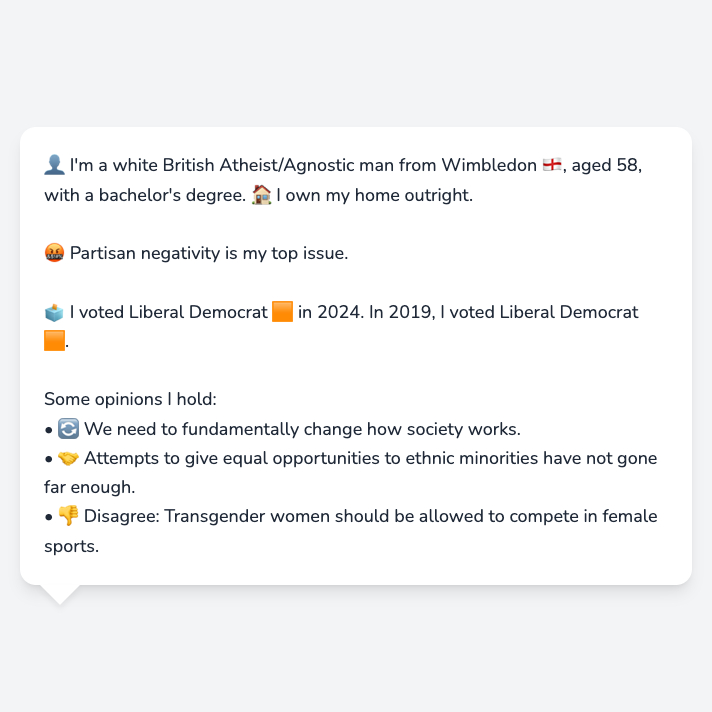 👤 I'm a white British Atheist/Agnostic man from Wimbledon 🏴󠁧󠁢󠁥󠁮󠁧󠁿, aged 58,
with a bachelor's degree. 🏠 I own my home outright.
🤬 Partisan negativity is my top issue.
🗳️ I voted Liberal Democrat 🟧 in 2024. In 2019, I voted Liberal Democrat
🟧.
Some opinions I hold:
• 🔄 We need to fundamentally change how society works.
• 🤝 Attempts to give equal opportunities to ethnic minorities have not gone
far enough.
• 👎 Disagree: Transgender women should be allowed to compete in female
sports.